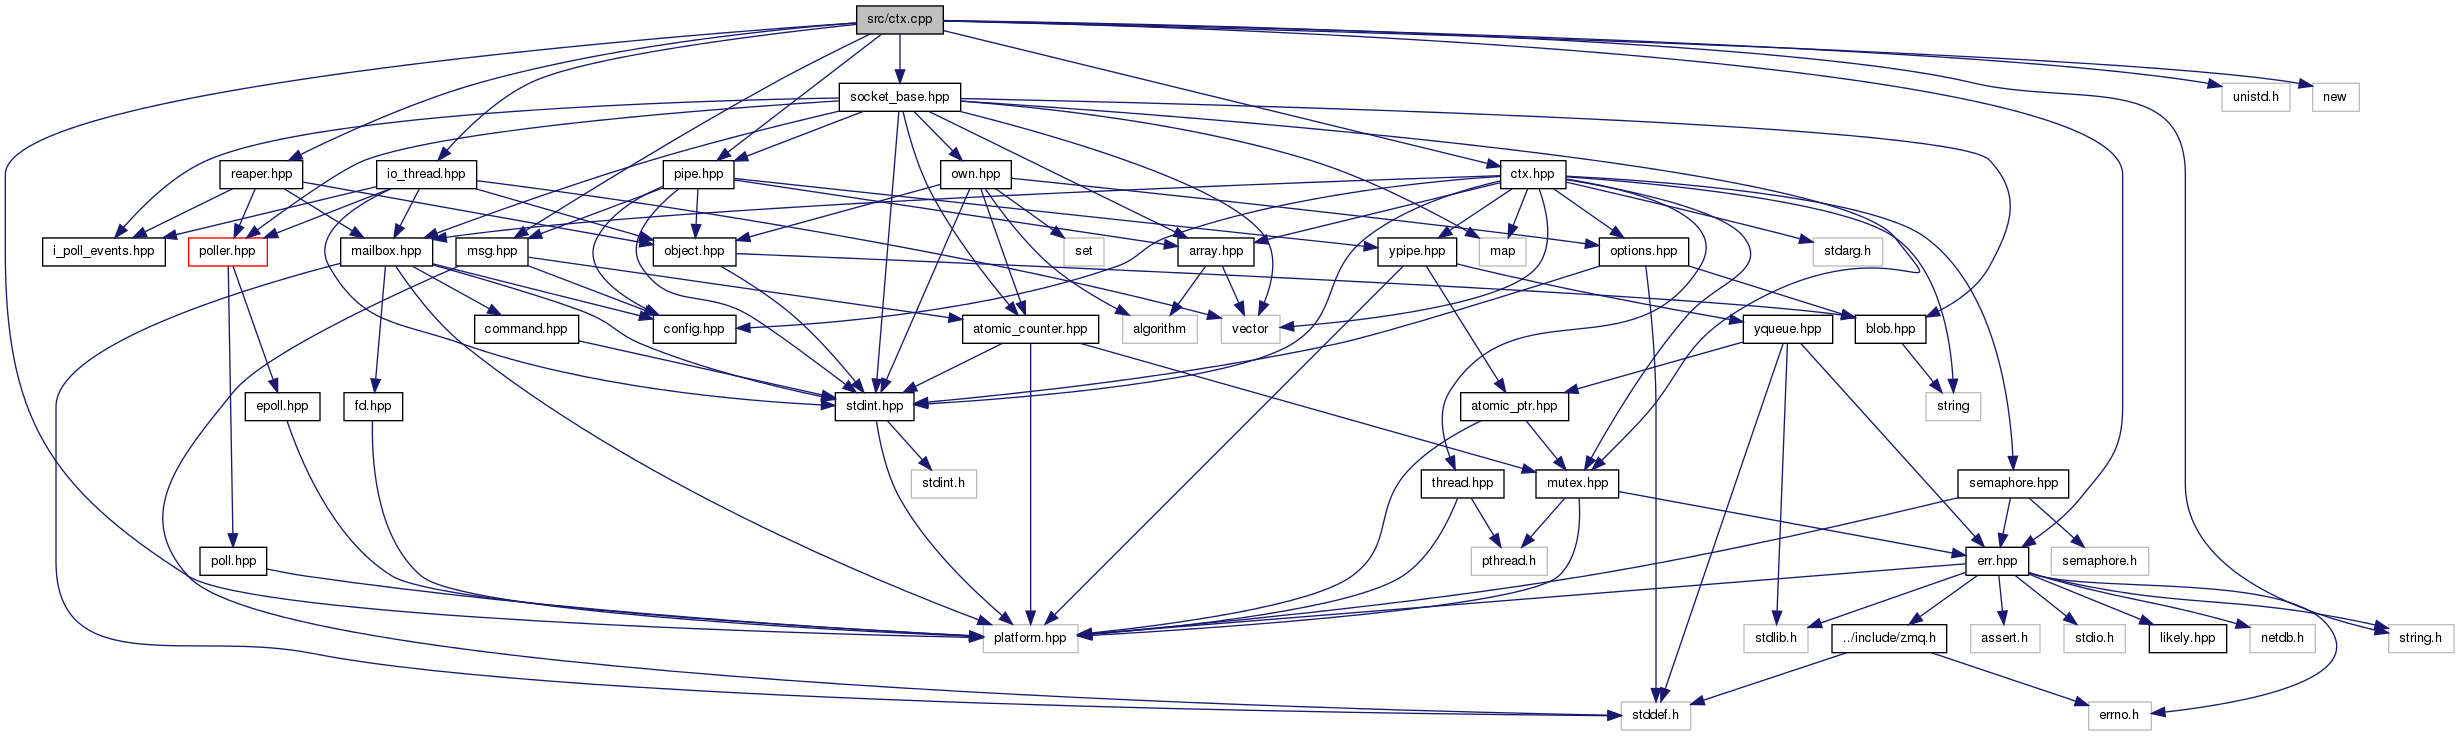 src/ctx.cpp
socket_base.hpp
unistd.h
new
reaper.hpp
io_thread.hpp
pipe.hpp
own.hpp
ctx.hpp
i_poll_events.hpp
poller.hpp
mailbox.hpp
msg.hpp
object.hpp
set
array.hpp
ypipe.hpp
map
options.hpp
stdarg.h
command.hpp
config.hpp
atomic_counter.hpp
algorithm
vector
yqueue.hpp
blob.hpp
epoll.hpp
fd.hpp
stdint.hpp
atomic_ptr.hpp
string
stdint.h
thread.hpp
mutex.hpp
semaphore.hpp
poll.hpp
pthread.h
err.hpp
semaphore.h
platform.hpp
stdlib.h
../include/zmq.h
assert.h
stdio.h
likely.hpp
netdb.h
string.h
stddef.h
errno.h